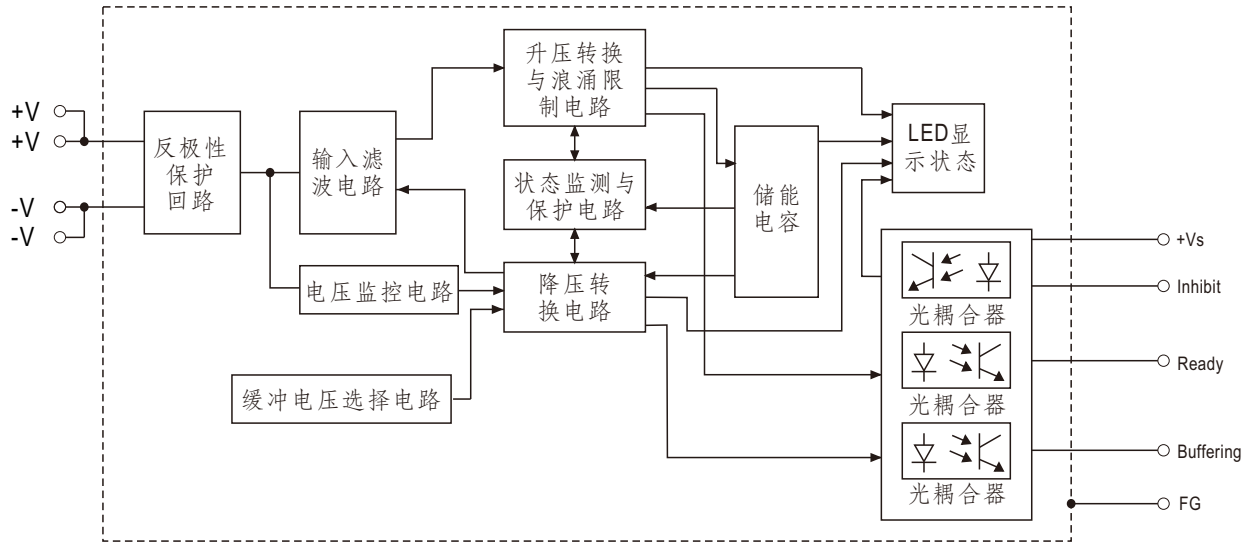 +V
+V
-V
-V
反极性
保护
回路
输入滤
波电路
电压监控电路
缓冲电压选择电路
升压转换
与浪涌限
制电路
状态监测与
保护电路
降压转
换电路
储能
电容
LED显
示状态
光耦合器
光耦合器
光耦合器
+Vs
Inhibit
Ready
Buffering
FG